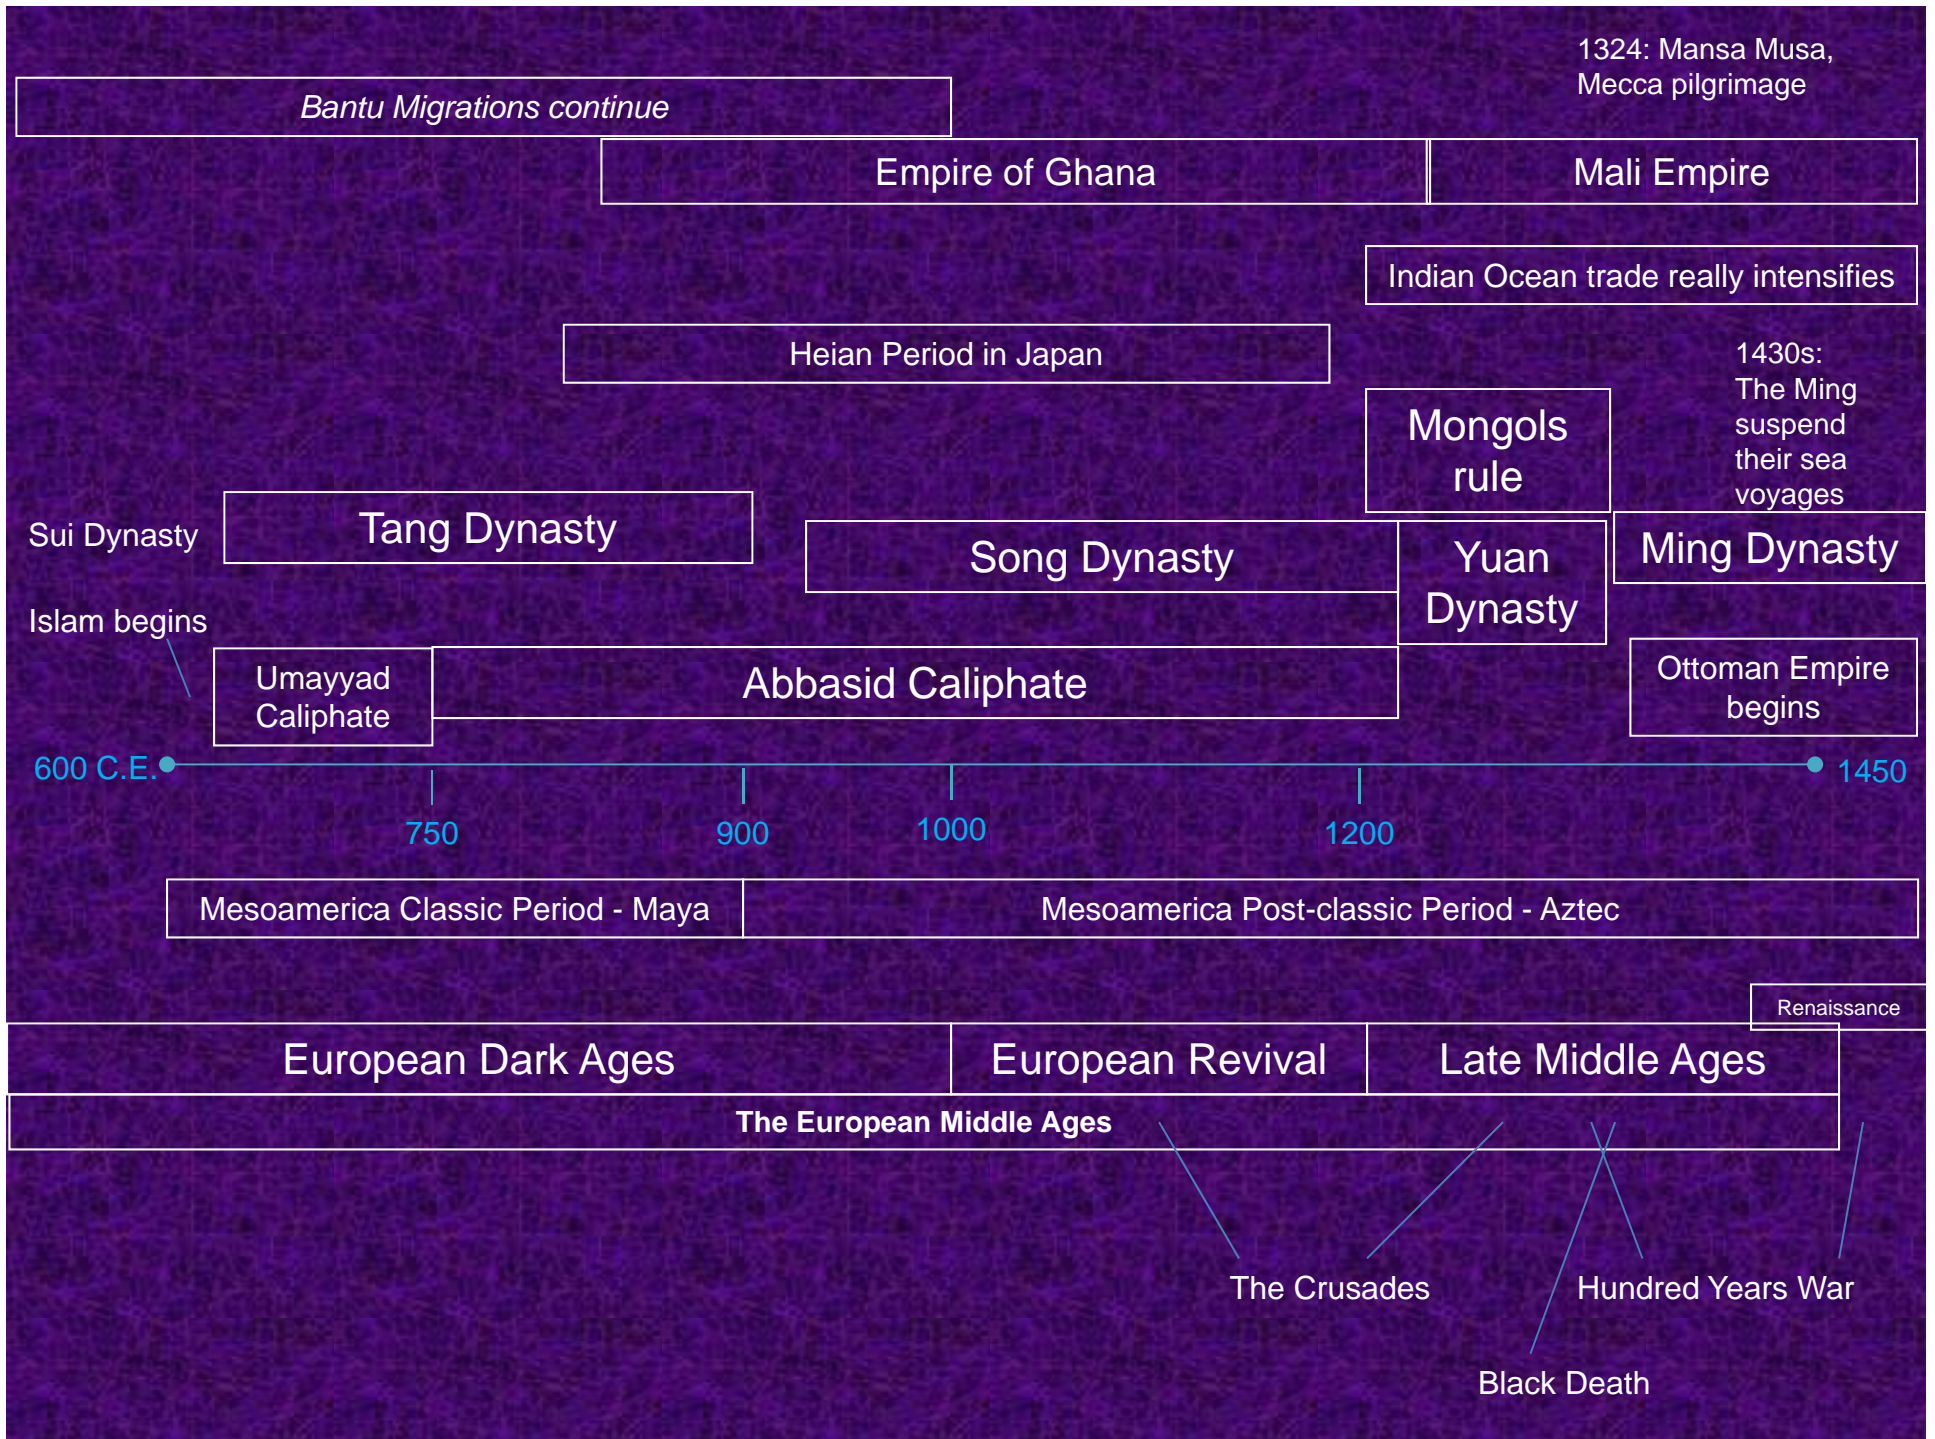 1324: Mansa Musa,
Mecca pilgrimage
Bantu Migrations continue
Empire of Ghana
Mali Empire
Indian Ocean trade really intensifies
Heian Period in Japan
1430s:
The Ming
suspend
their sea
voyages
Mongols
rule
Sui Dynasty
Tang Dynasty
Song Dynasty
Yuan
Dynasty
Ming Dynasty
Islam begins
Umayyad
Caliphate
Abbasid Caliphate
Ottoman Empire
begins
600 C.E.
1450
750
900
1000
1200
Mesoamerica Classic Period - Maya
Mesoamerica Post-classic Period - Aztec
Renaissance
European Dark Ages
European Revival
Late Middle Ages
The European Middle Ages
The Crusades
Hundred Years War
Black Death